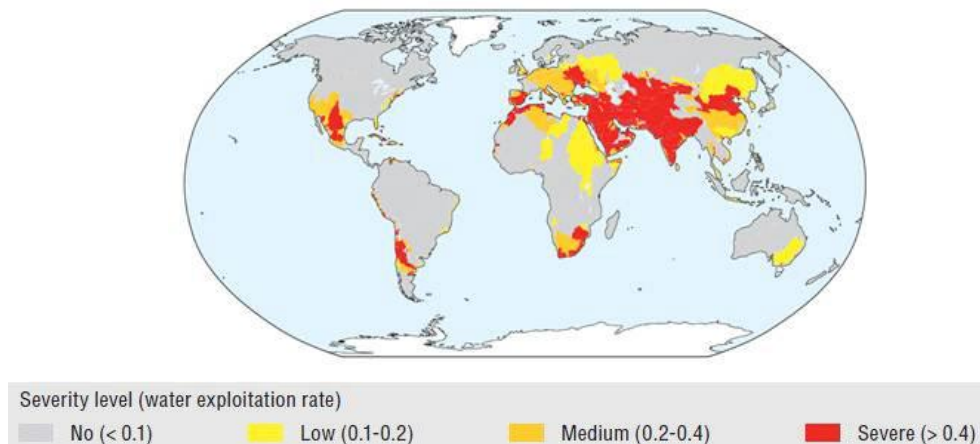 Severity level (water exploitation rate)
No (< 0.1) Low (0.1-0.2) Medium (0.2-0.4) Severe (> 0.4)